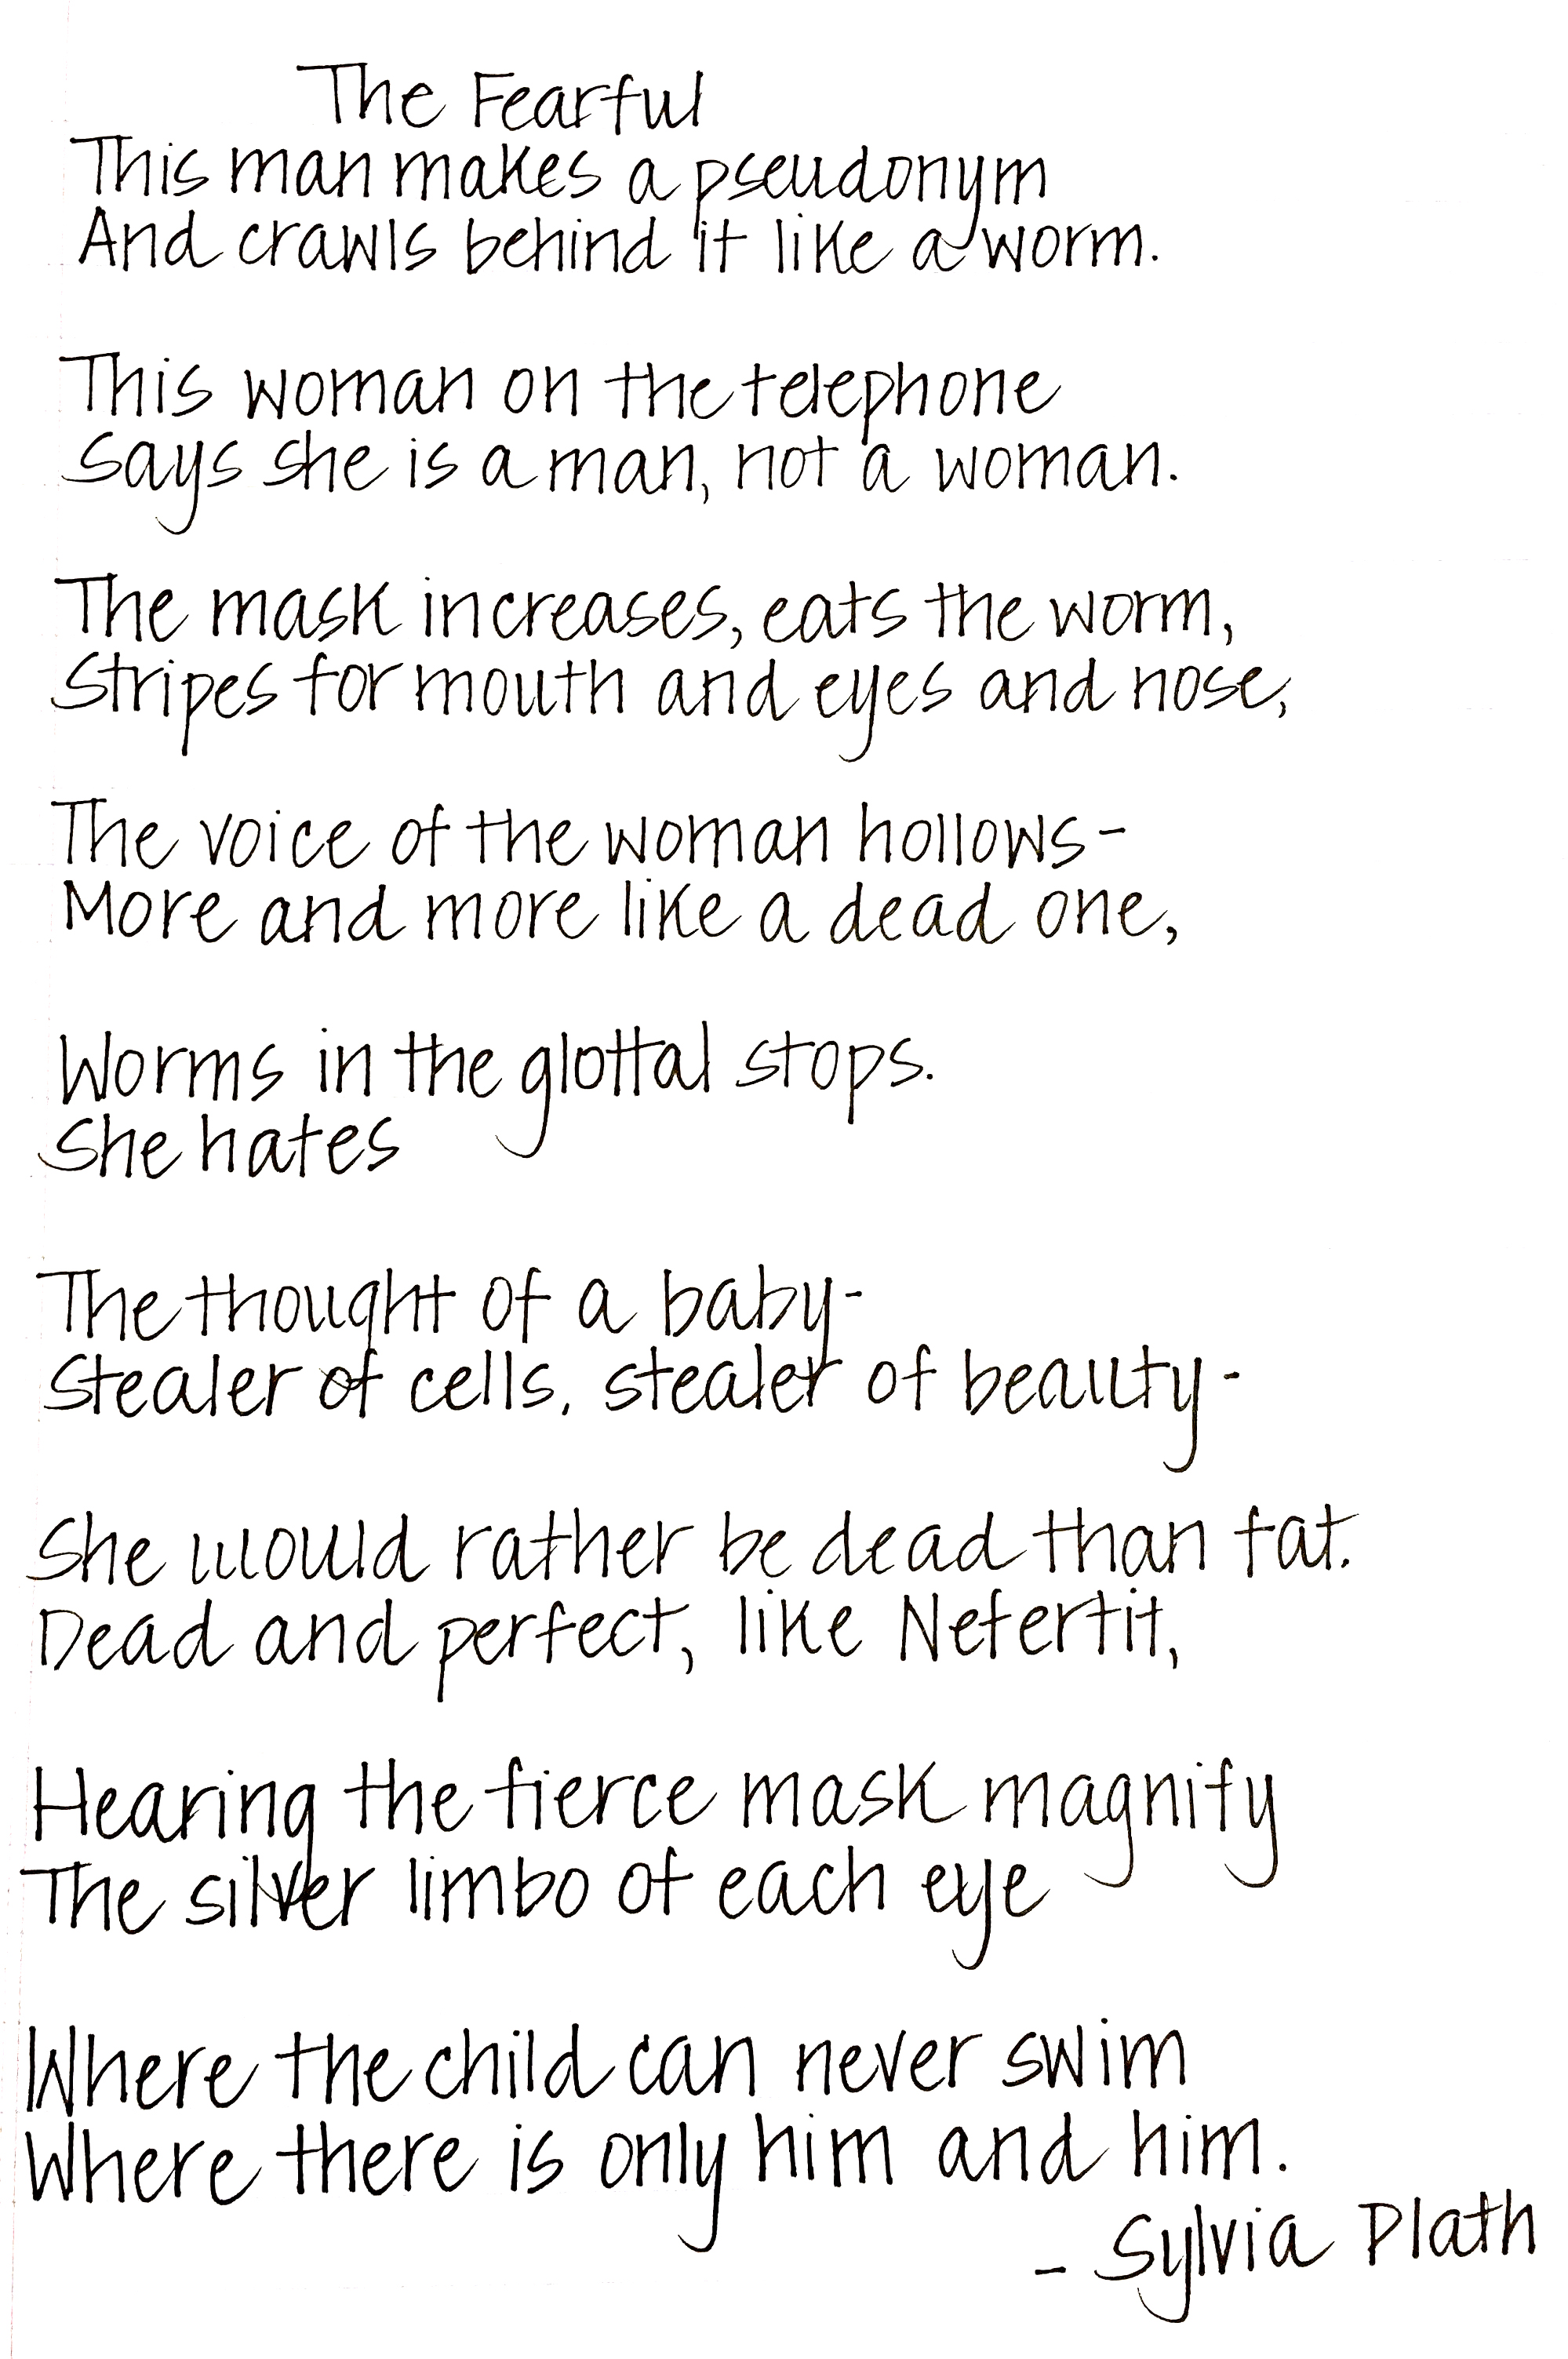 The Fearful
This man makes a pseudonym
And crawls behind it like a worm.
This woman on the telephone
Says she is a man, not a woman.
The mask increases, eats the worm,
Stripes for mouth and eyes and nose,
The voice of the woman hollows-
More and more like a dead one,
Worms in the glottal stops.
She hates
The thought of a baby-
Stealer of cells, stealer of beauty-
She would rather be dead than fat.
Dead and perfect, like Nefertit,
Hearing the fierce mask magnify
The silver limbo of each eye
Where the child can never swim
Where there is only him and him.
- Sylvia Plath